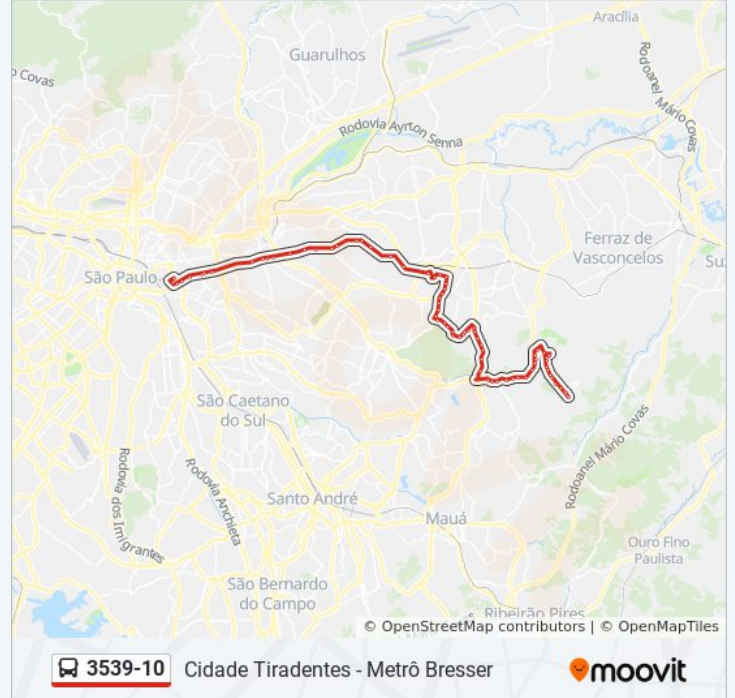 Aracília
Guarulhos
o Covas
Rodoanel Mário Covas
Rodovia Ayrton Senna
Ferraz de
Vasconcelos
Su
São Paulo
São Caetano
do Sul
Rodoanel Mário Covas
Rodovia dos Imigrantes
Rodovia Anchieta
Santo André
Mauá
Ouro Fino
Paulista
São Bernardo
do Campo
Ribeirão Pires
© OpenStreetMap contributors | © OpenMapTiles
3539-10 Cidade Tiradentes - Metrô Bresser
moovit